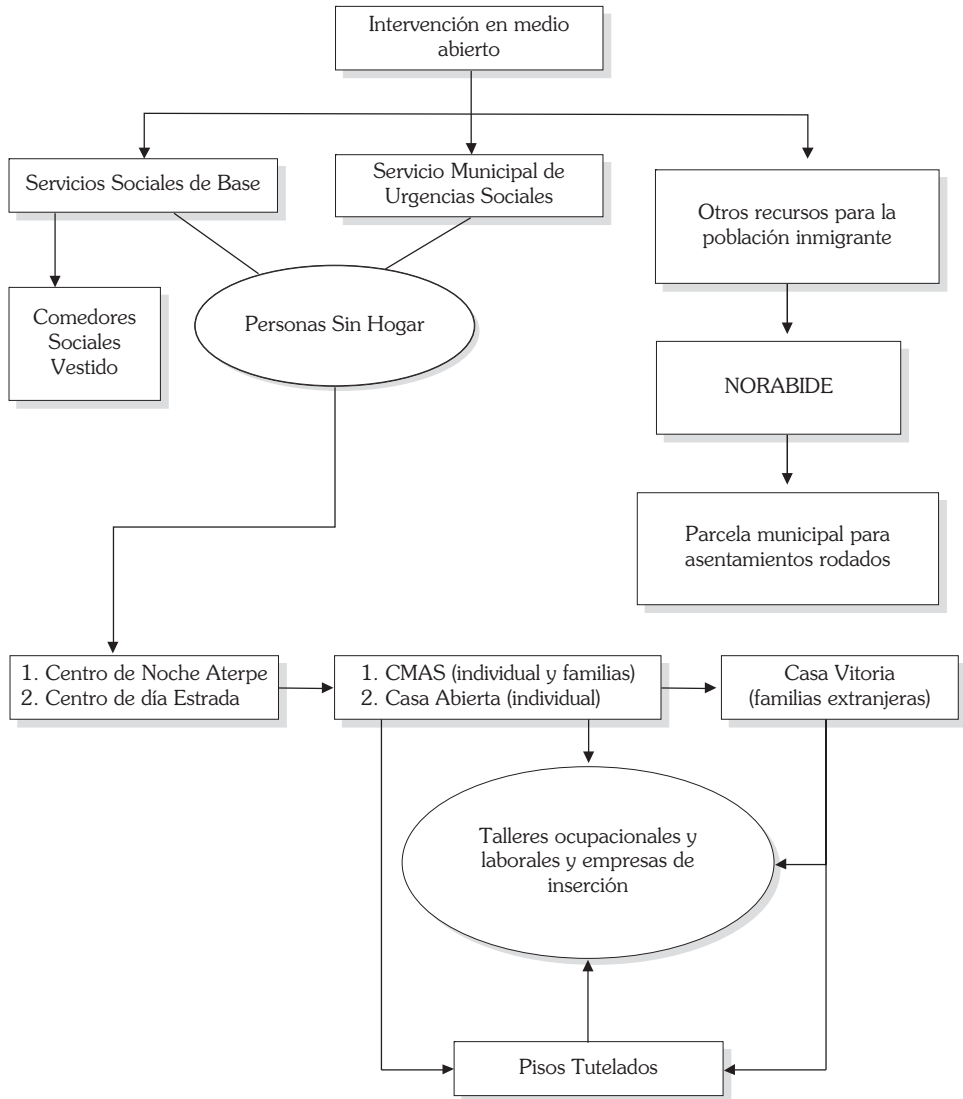 Intervención en medio
abierto
Servicios Sociales de Base
Servicio Municipal de
Urgencias Sociales
Otros recursos para la
población inmigrante
Comedores
Sociales
Vestido
Personas Sin Hogar
NORABIDE
Parcela municipal para
asentamientos rodados
1. Centro de Noche Aterpe
2. Centro de día Estrada
1. CMAS (individual y familias)
2. Casa Abierta (individual)
Casa Vitoria
(familias extranjeras)
Talleres ocupacionales y
laborales y empresas de
inserción
Pisos Tutelados